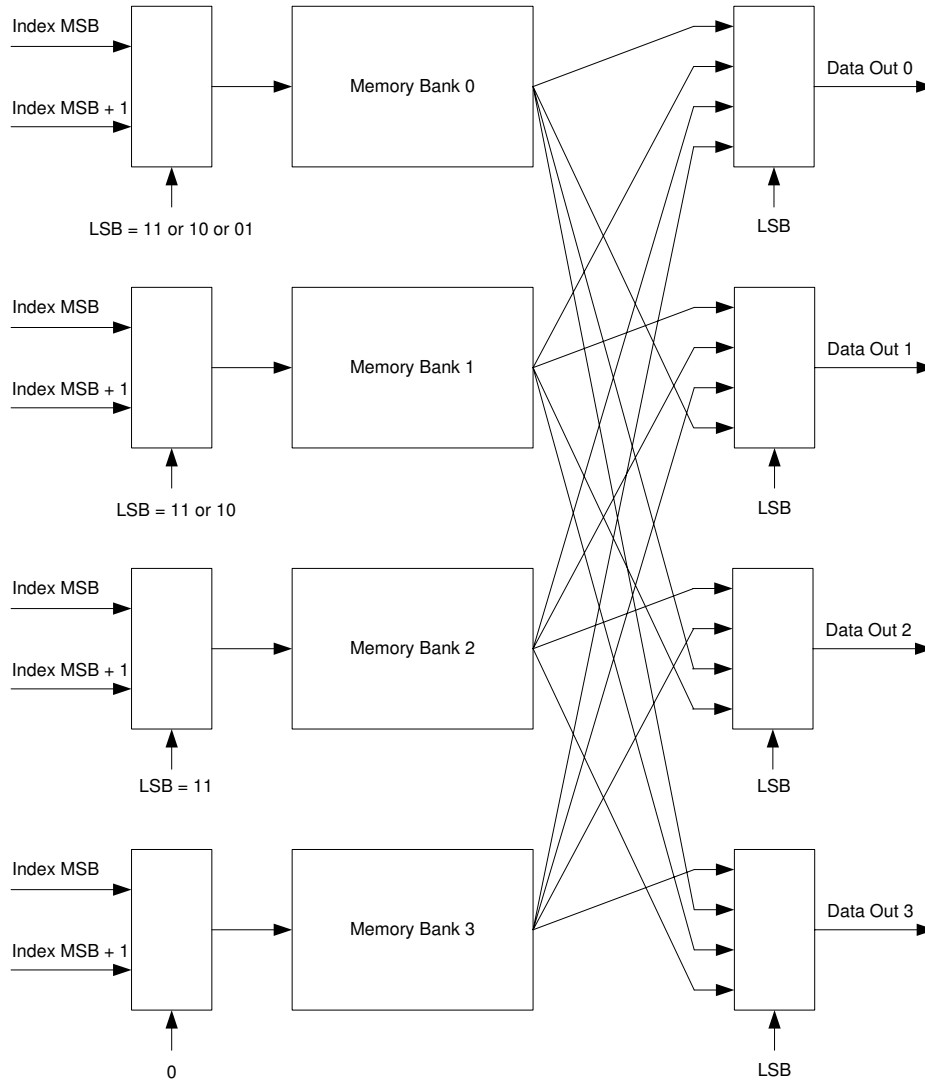 Index MSB
Index MSB + 1
LSB = 11 or 10 or 01
Memory Bank 0
Data Out 0
LSB
Index MSB
Index MSB + 1
LSB = 11 or 10
Memory Bank 1
Data Out 1
LSB
Index MSB
Index MSB + 1
LSB = 11
Memory Bank 2
Data Out 2
LSB
Index MSB
Index MSB + 1
0
Memory Bank 3
Data Out 3
LSB